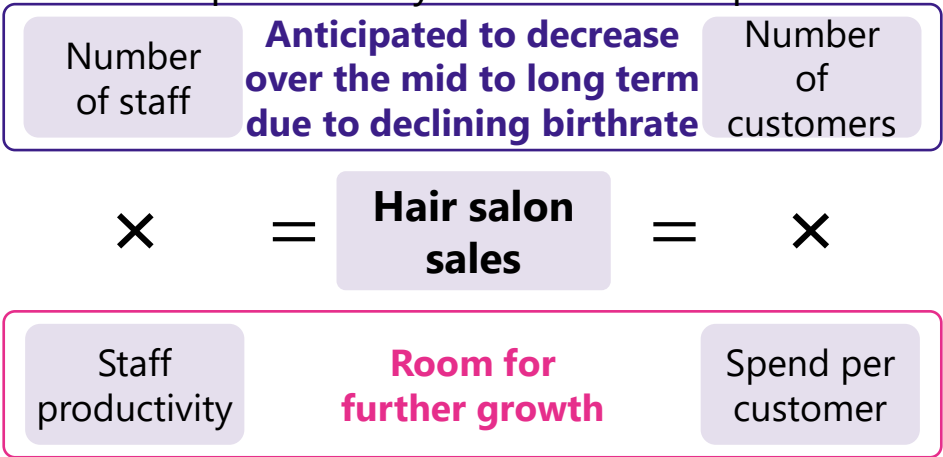 Number
of staff
Anticipated to decrease
over the mid to long term
due to declining birthrate
Number
of
customers
×
=
Hair salon
sales
=
×
Staff
productivity
Room for
further growth
Spend per
customer